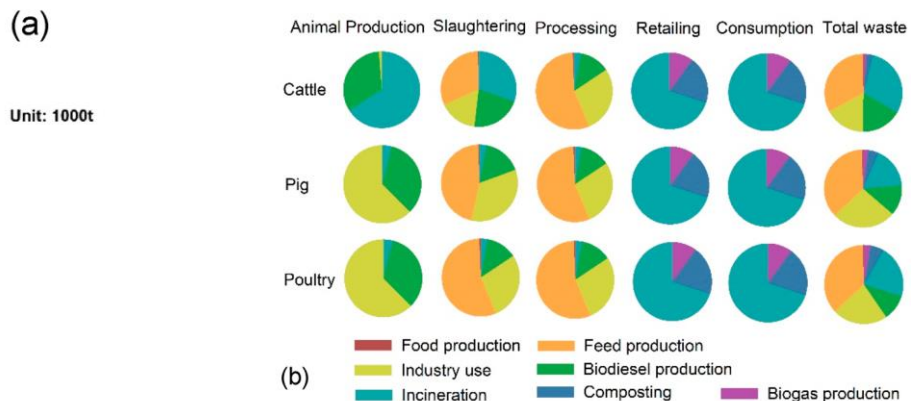 (a)
Animal Production Slaughtering Processing Retailing Consumption Total waste
Cattle
Unit: 1000t
Pig
Poultry
Food production Feed production
Industry use Biodiesel production
Incineration Composting Biogas production
(b)